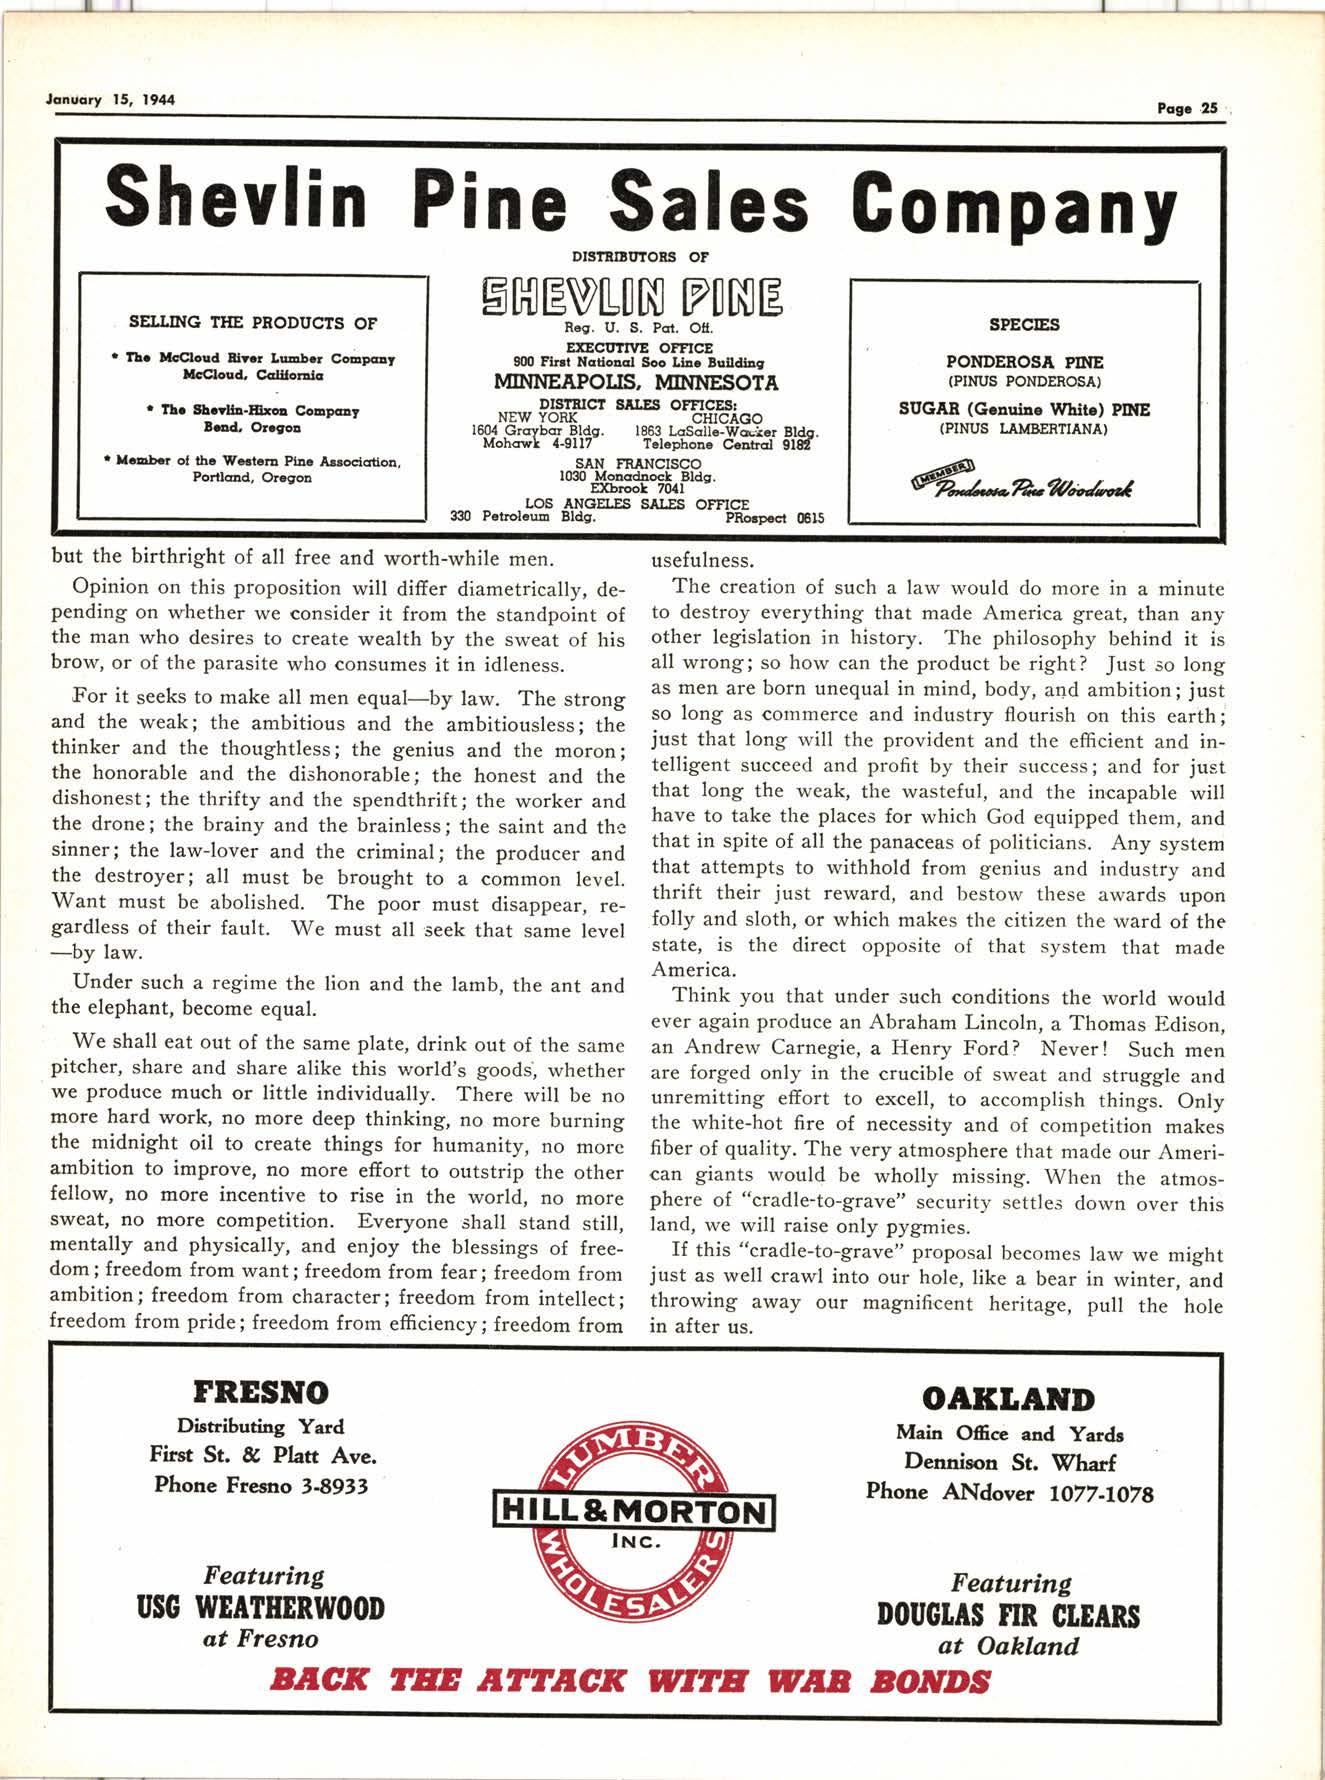 January 15, 1944
Page 25
Shevlin Pine Sales Company
DISTRIBUTORS OF
SHEVLIN PINE
Reg. U. S. Pat. Off.
EXECUTIVE OFFICE
900 First National Soo Line Building
MINNEAPOLIS, MINNESOTA
DISTRICT SALES OFFICES:
NEW YORK
1604 Graybar Bldg.
Mohawk 4-9117
CHICAGO
1863 LaSalle-Wacker Bldg.
Telephone Central 9182
SAN FRANCISCO
1030 Monadnock Bldg.
EXbrook 7041
LOS ANGELES SALES OFFICE
330 Petroleum Bldg. PRospect 0615
SELLING THE PRODUCTS OF
* The McCloud River Lumber Company
McCloud, California
* The Shevlin-Hixon Company
Bend, Oregon
* Member of the Western Pine Association,
Portland, Oregon
SPECIES
PONDEROSA PINE
(PINUS PONDEROSA)
SUGAR (Genuine White) PINE
(PINUS LAMBERTIANA)
MEMBER
Ponderosa Pine Woodwork
but the birthright of all free and worth-while men.
Opinion on this proposition will differ diametrically, de-
pending on whether we consider it from the standpoint of
the man who desires to create wealth by the sweat of his
brow, or of the parasite who consumes it in idleness.
For it seeks to make all men equal—by law. The strong
and the weak; the ambitious and the ambitiousless; the
thinker and the thoughtless; the genius and the moron;
the honorable and the dishonorable; the honest and the
dishonest; the thrifty and the spendthrift; the worker and
the drone; the brainy and the brainless; the saint and the
sinner; the law-lover and the criminal; the producer and
the destroyer; all must be brought to a common level.
Want must be abolished. The poor must disappear, re-
gardless of their fault. We must all seek that same level
—by law.
Under such a regime the lion and the lamb, the ant and
the elephant, become equal.
We shall eat out of the same plate, drink out of the same
pitcher, share and share alike this world's goods, whether
we produce much or little individually. There will be no
more hard work, no more deep thinking, no more burning
the midnight oil to create things for humanity, no more
ambition to improve, no more effort to outstrip the other
fellow, no more incentive to rise in the world, no more
sweat, no more competition. Everyone shall stand still,
mentally and physically, and enjoy the blessings of free-
dom; freedom from want; freedom from fear; freedom from
ambition; freedom from character; freedom from intellect;
freedom from pride; freedom from efficiency; freedom from
usefulness.
The creation of such a law would do more in a minute
to destroy everything that made America great, than any
other legislation in history. The philosophy behind it is
all wrong; so how can the product be right? Just so long
as men are born unequal in mind, body, and ambition; just
so long as commerce and industry flourish on this earth;
just that long will the provident and the efficient and in-
telligent succeed and profit by their success; and for just
that long the weak, the wasteful, and the incapable will
have to take the places for which God equipped them, and
that in spite of all the panaceas of politicians. Any system
that attempts to withhold from genius and industry and
thrift their just reward, and bestow these awards upon
folly and sloth, or which makes the citizen the ward of the
state, is the direct opposite of that system that made
America.
Think you that under such conditions the world would
ever again produce an Abraham Lincoln, a Thomas Edison,
an Andrew Carnegie, a Henry Ford? Never! Such men
are forged only in the crucible of sweat and struggle and
unremitting effort to excell, to accomplish things. Only
the white-hot fire of necessity and of competition makes
fiber of quality. The very atmosphere that made our Ameri-
can giants would be wholly missing. When the atmos-
phere of "cradle-to-grave" security settles down over this
land, we will raise only pygmies.
If this "cradle-to-grave" proposal becomes law we might
just as well crawl into our hole, like a bear in winter, and
throwing away our magnificent heritage, pull the hole
in after us.
FRESNO
Distributing Yard
First St. & Platt Ave.
Phone Fresno 3-8933
Featuring
USG WEATHERWOOD
at Fresno
LUMBER
HILL & MORTON
INC.
WHOLESALERS
OAKLAND
Main Office and Yards
Dennison St. Wharf
Phone ANdover 1077-1078
Featuring
DOUGLAS FIR CLEARS
at Oakland
BACK THE ATTACK WITH WAR BONDS